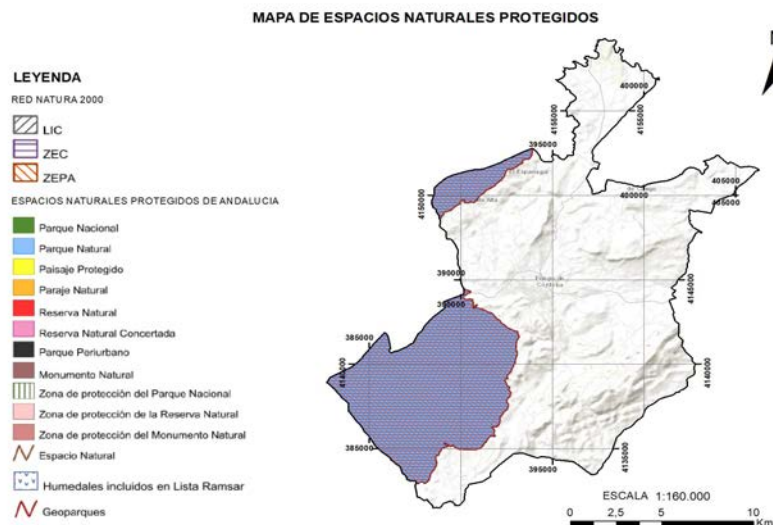 MAPA DE ESPACIOS NATURALES PROTEGIDOS
LEYENDA
RED NATURA 2000
LIC
ZEC
ZEPA
ESPACIOS NATURALES PROTEGIDOS DE ANDALUCIA
Parque Nacional
Parque Natural
Paisaje Protegido
Paraje Natural
Reserva Natural
Reserva Natural Concertada
Parque Periurbano
Monumento Natural
Zona de protección del Parque Nacional
Zona de protección de la Reserva Natural
Zona de protección del Monumento Natural
Espacio Natural
Humedales incluidos en Lista Ramsar
Geoparques
400000
4155000
4155000
395000
405000
405000
400000
4150000
390000
390000
4145000
385000
4140000
4140000
385000
395000
4135000
ESCALA 1:160.000
0 2,5 5 10
Km